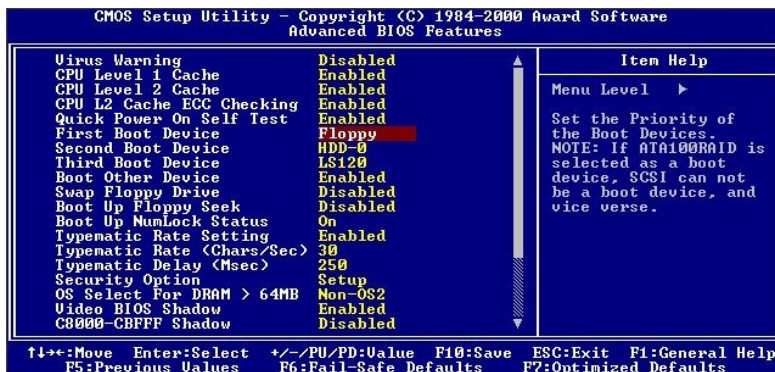 CMOS Setup Utility - Copyright (C) 1984-2000 Award Software
Advanced BIOS Features
Virus Warning Disabled
CPU Level 1 Cache Enabled
CPU Level 2 Cache Enabled
CPU L2 Cache ECC Checking Enabled
Quick Power On Self Test Enabled
First Boot Device Floppy
Second Boot Device HDD-0
Third Boot Device LS120
Boot Other Device Enabled
Swap Floppy Drive Disabled
Boot Up Floppy Seek Disabled
Boot Up NumLock Status On
Typematic Rate Setting Enabled
Typematic Rate (Chars/Sec) 30
Typematic Delay (Msec) 250
Security Option Setup
OS Select For DRAM > 64MB Non-OS2
Video BIOS Shadow Enabled
C8000-CBFFF Shadow Disabled
Item Help
Menu Level ▶
Set the Priority of
the Boot Devices.
NOTE: If ATA100RAID is
selected as a boot
device, SCSI can not
be a boot device, and
vice verse.
↑↓→←:Move Enter:Select +/-/PU/PD:Value F10:Save ESC:Exit F1:General Help
F5:Previous Values F6:Fail-Safe Defaults F7:Optimized Defaults